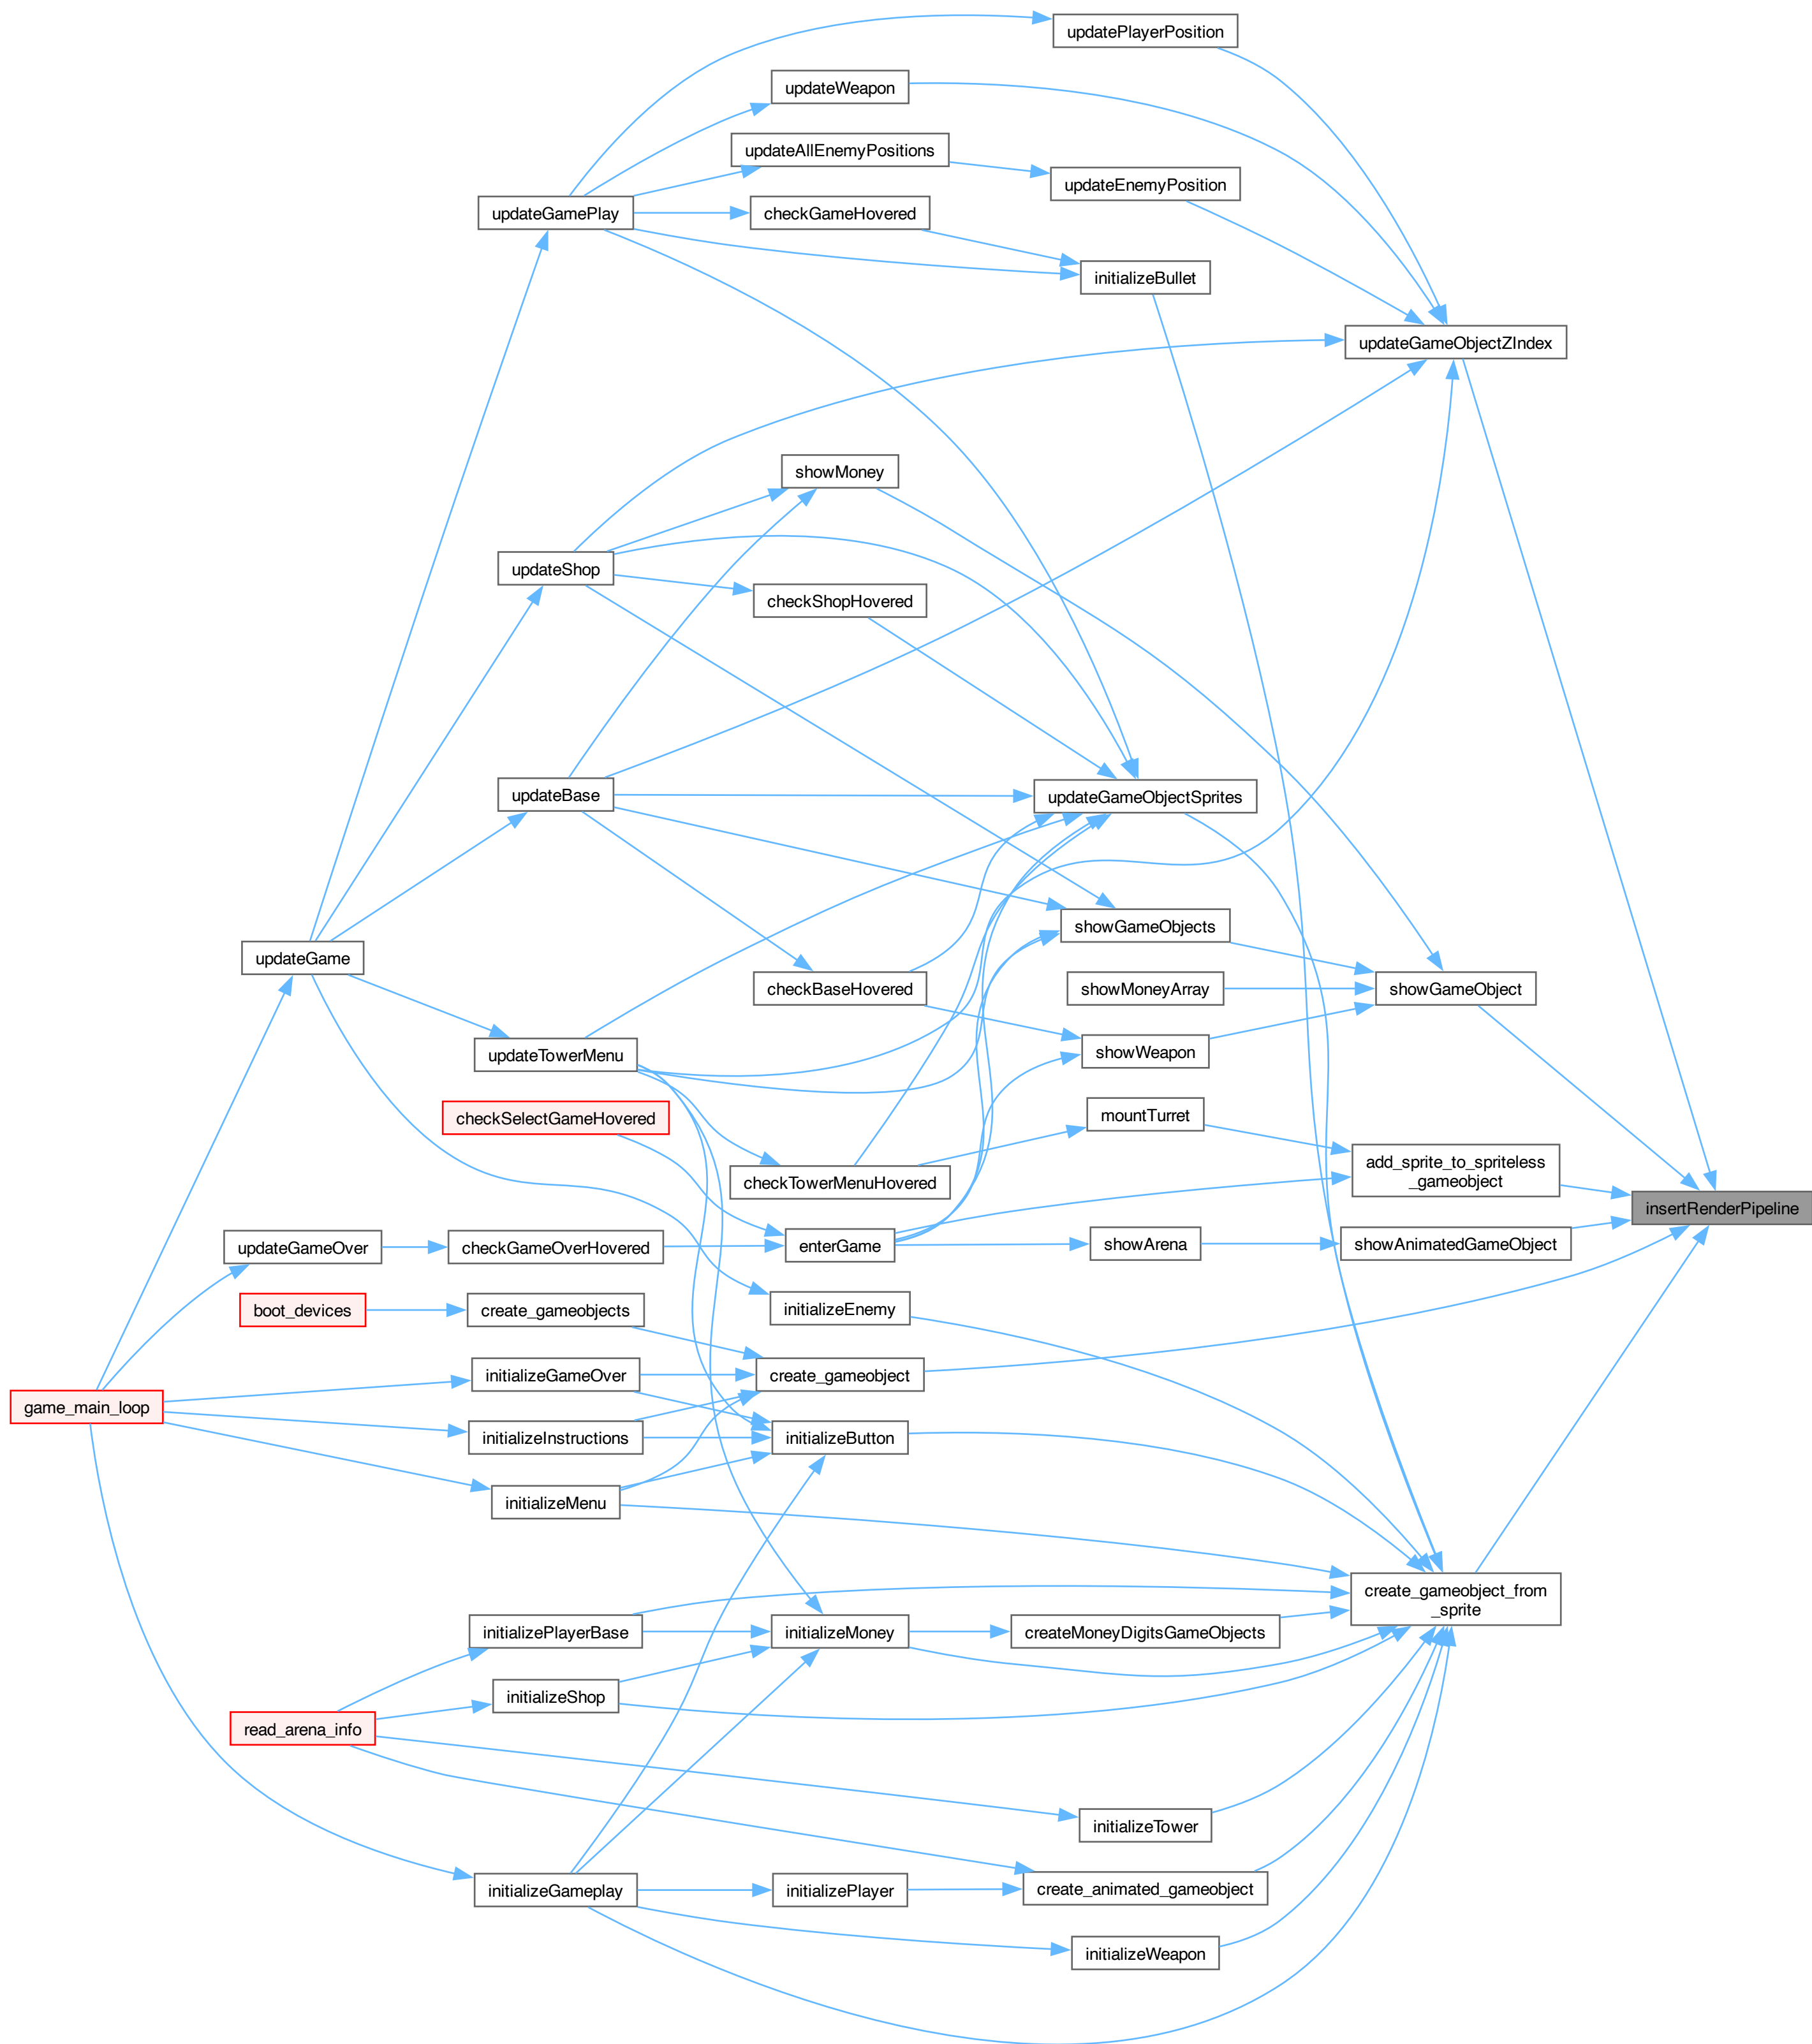 updatePlayerPosition
updateWeapon
updateAllEnemyPositions
updateEnemyPosition
updateGamePlay
checkGameHovered
initializeBullet
updateGameObjectZIndex
showMoney
updateShop
checkShopHovered
updateBase
updateGameObjectSprites
showGameObjects
updateGame
checkBaseHovered
showMoneyArray
showGameObject
updateTowerMenu
showWeapon
checkSelectGameHovered
mountTurret
checkTowerMenuHovered
add_sprite_to_spriteless
_gameobject
insertRenderPipeline
updateGameOver
checkGameOverHovered
enterGame
showArena
showAnimatedGameObject
boot_devices
create_gameobjects
initializeEnemy
initializeGameOver
create_gameobject
game_main_loop
initializeInstructions
initializeButton
initializeMenu
create_gameobject_from
_sprite
initializePlayerBase
initializeMoney
createMoneyDigitsGameObjects
initializeShop
read_arena_info
initializeTower
initializeGameplay
initializePlayer
create_animated_gameobject
initializeWeapon